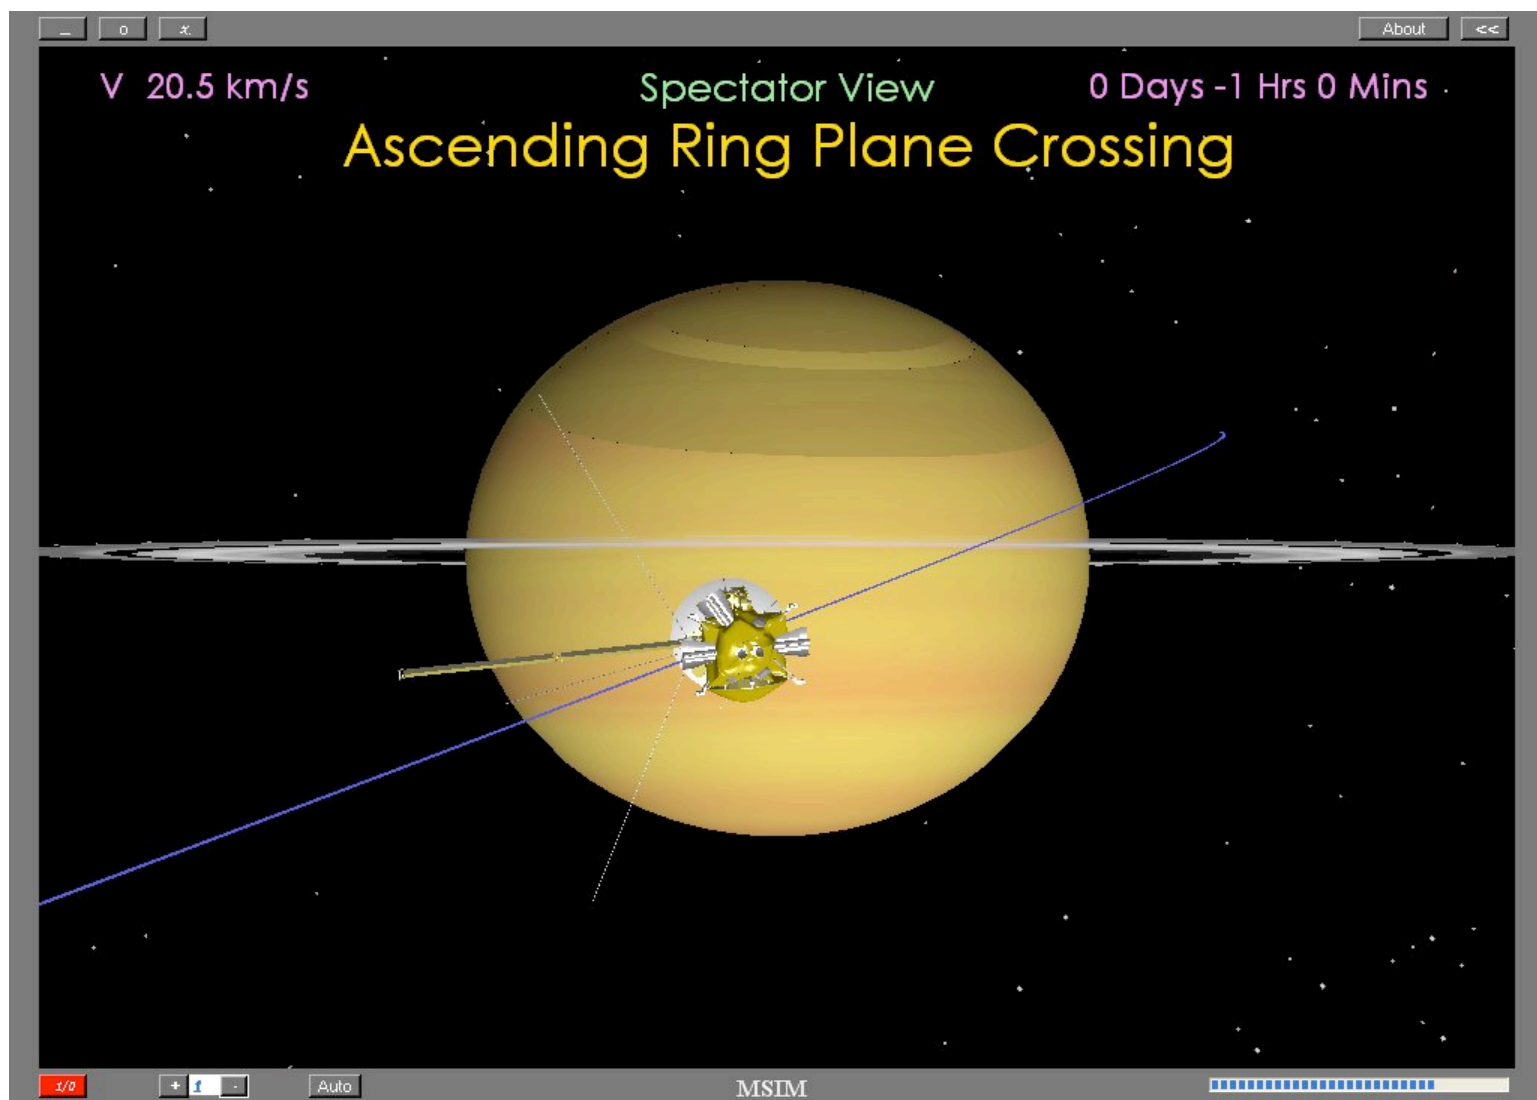 _ o x About <<
V 20.5 km/s Spectator View 0 Days -1 Hrs 0 Mins
Ascending Ring Plane Crossing
1/0 + 1 - Auto MSIM